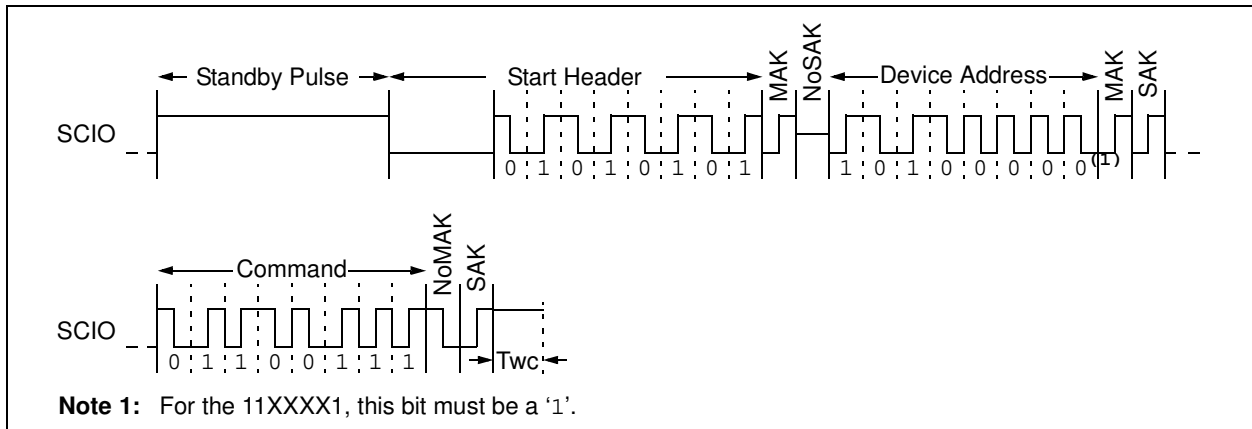 Standby Pulse
Start Header
MAK
NoSAK
Device Address
MAK
SAK
SCIO
0 1 0 1 0 1 0 1
1 0 1 0 0 0 0 0(1)
Command
NoMAK
SAK
SCIO
0 1 1 0 0 1 1 1
Twc
Note 1: For the 11XXXX1, this bit must be a ‘1’.